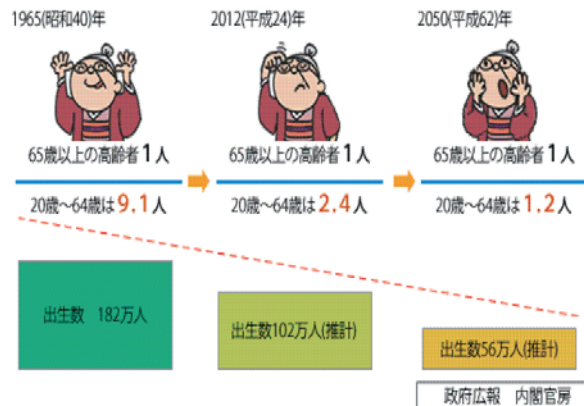 1965(昭和40)年
2012(平成24)年
2050(平成62)年
65歳以上の高齢者1人
65歳以上の高齢者1人
65歳以上の高齢者1人
20歳～64歳は9.1人
20歳～64歳は2.4人
20歳～64歳は1.2人
出生数 182万人
出生数102万人(推計)
出生数56万人(推計)
政府広報 内閣官房